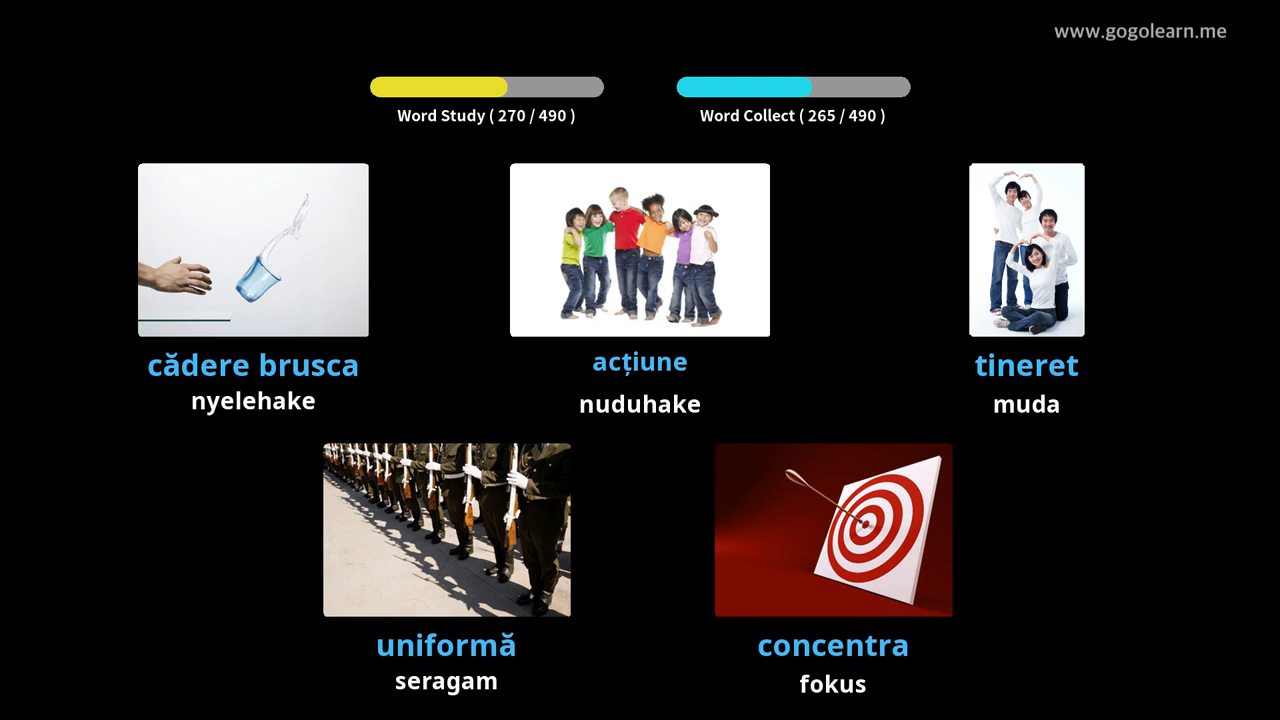 www.gogolearn.me
Word Study ( 270 / 490 )
Word Collect ( 265 / 490 )
cădere brusca
nyelehake
acțiune
nuduhake
tineret
muda
uniformă
seragam
concentra
fokus